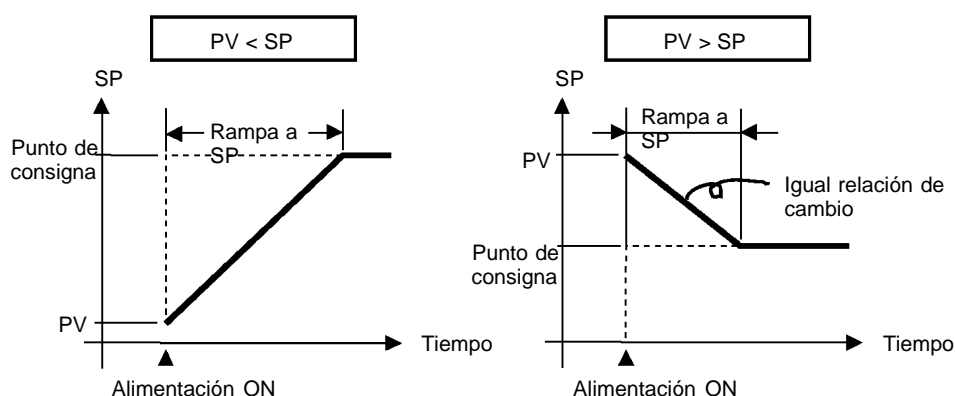 PV < SP
SP
Rampa a
SP
Punto de
consigna
PV
Tiempo
Alimentación ON
PV > SP
SP
Rampa a
SP
PV
Igual relación de
cambio
Punto de
consigna
Tiempo
Alimentación ON